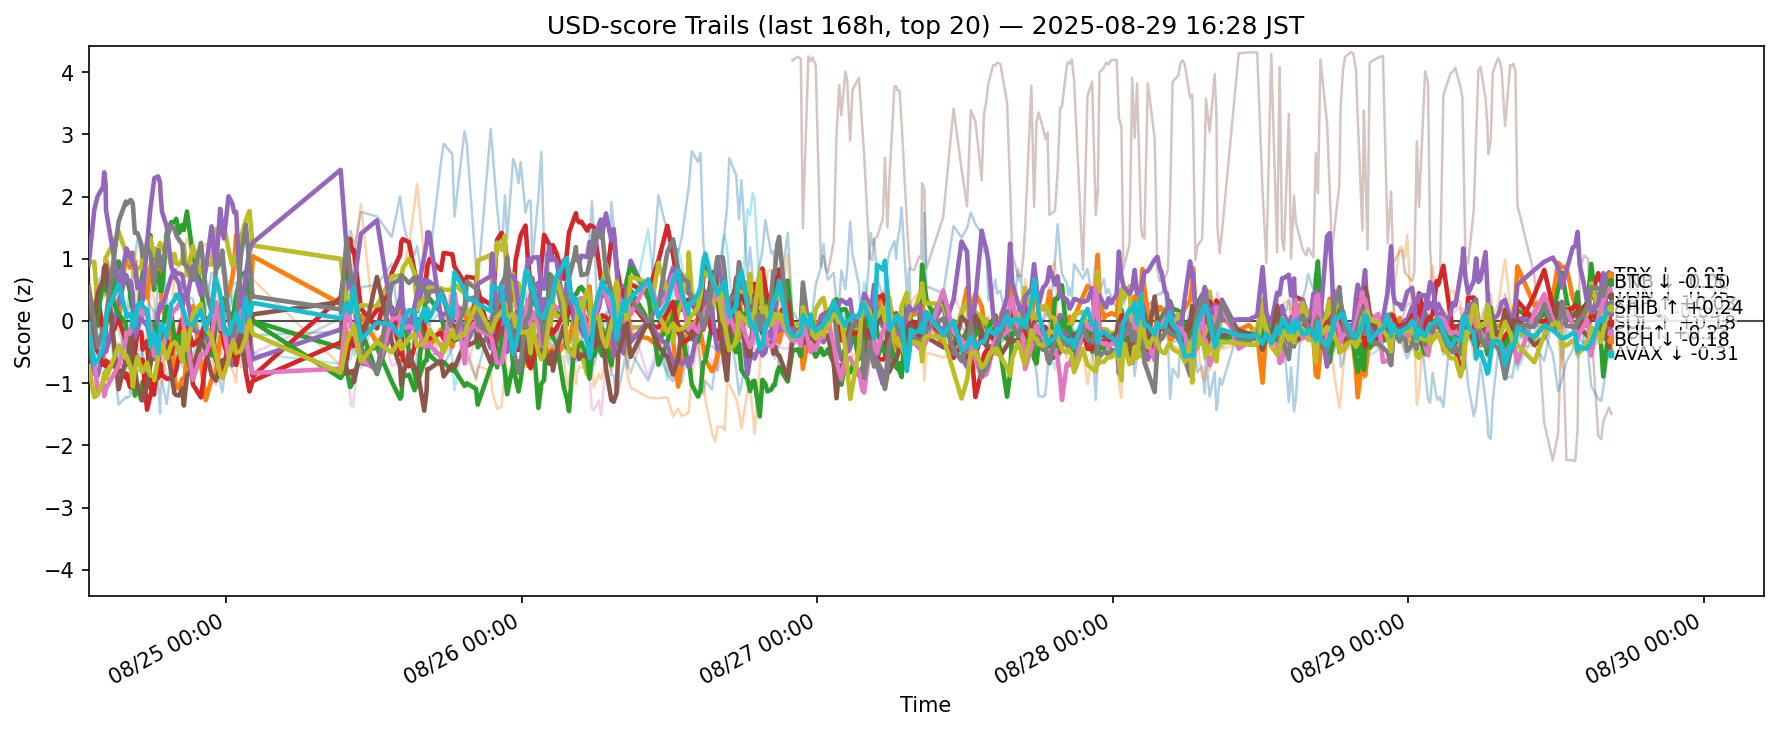 USD-score Trails (last 168h, top 20) — 2025-08-29 16:28 JST
Score (z)
4
3
2
1
0
−1
−2
−3
−4
TRX ↓ -0.01
BTC ↓ -0.15
SHIB ↑ +0.24
BCH ↓ -0.18
AVAX ↓ -0.31
08/25 00:00
08/26 00:00
08/27 00:00
08/28 00:00
08/29 00:00
08/30 00:00
Time